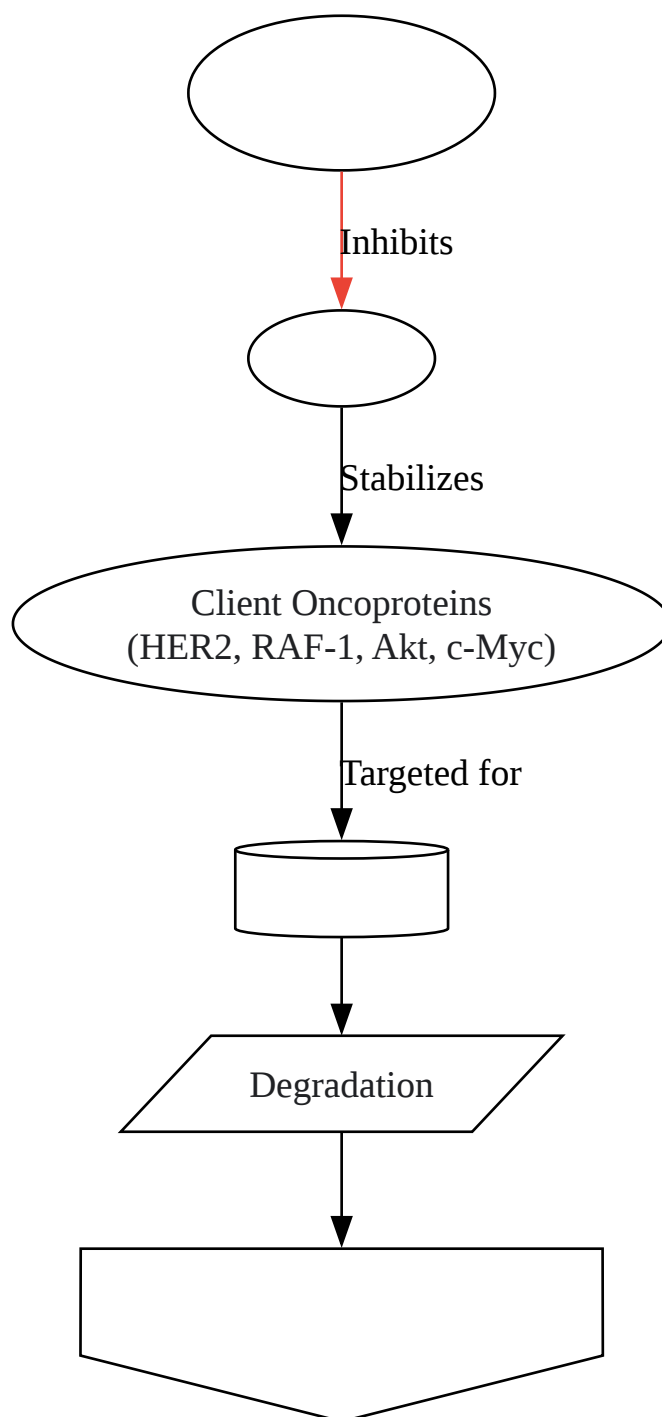 Inhibits
Stabilizes
Client Oncoproteins
(HER2, RAF-1, Akt, c-Myc)
Targeted for
Degradation